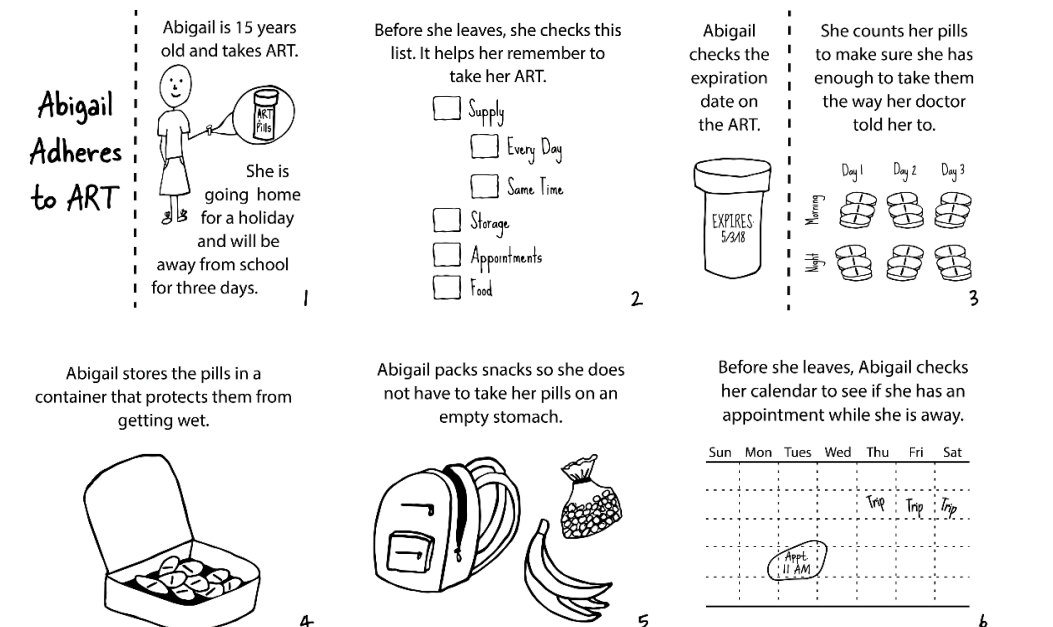 Abigail
Adheres
to ART
Abigail is 15 years
old and takes ART.
ART
Pills
She is
going home
for a holiday
and will be
away from school
for three days.
1
Before she leaves, she checks this
list. It helps her remember to
take her ART.
Supply
Every Day
Same Time
Storage
Appointments
Food
2
Abigail
checks the
expiration
date on
the ART.
EXPIRES:
5/3/18
She counts her pills
to make sure she has
enough to take them
the way her doctor
told her to.
Day 1 Day 2 Day 3
Morning
Night
3
Abigail stores the pills in a
container that protects them from
getting wet.
4
Abigail packs snacks so she does
not have to take her pills on an
empty stomach.
5
Before she leaves, Abigail checks
her calendar to see if she has an
appointment while she is away.
Sun Mon Tues Wed Thu Fri Sat
Trip Trip Trip
Appt.
11 AM
6